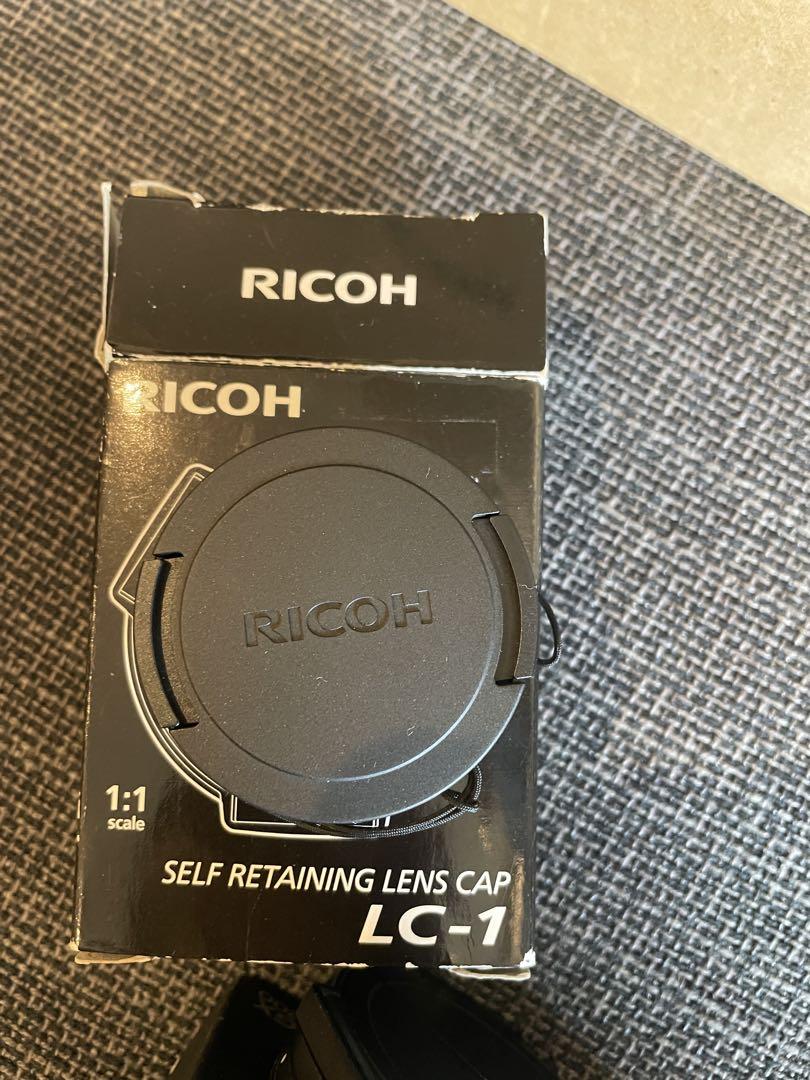 RICOH
RICOH
RICOH
1:1
scale
SELF RETAINING LENS CAP
LC-1